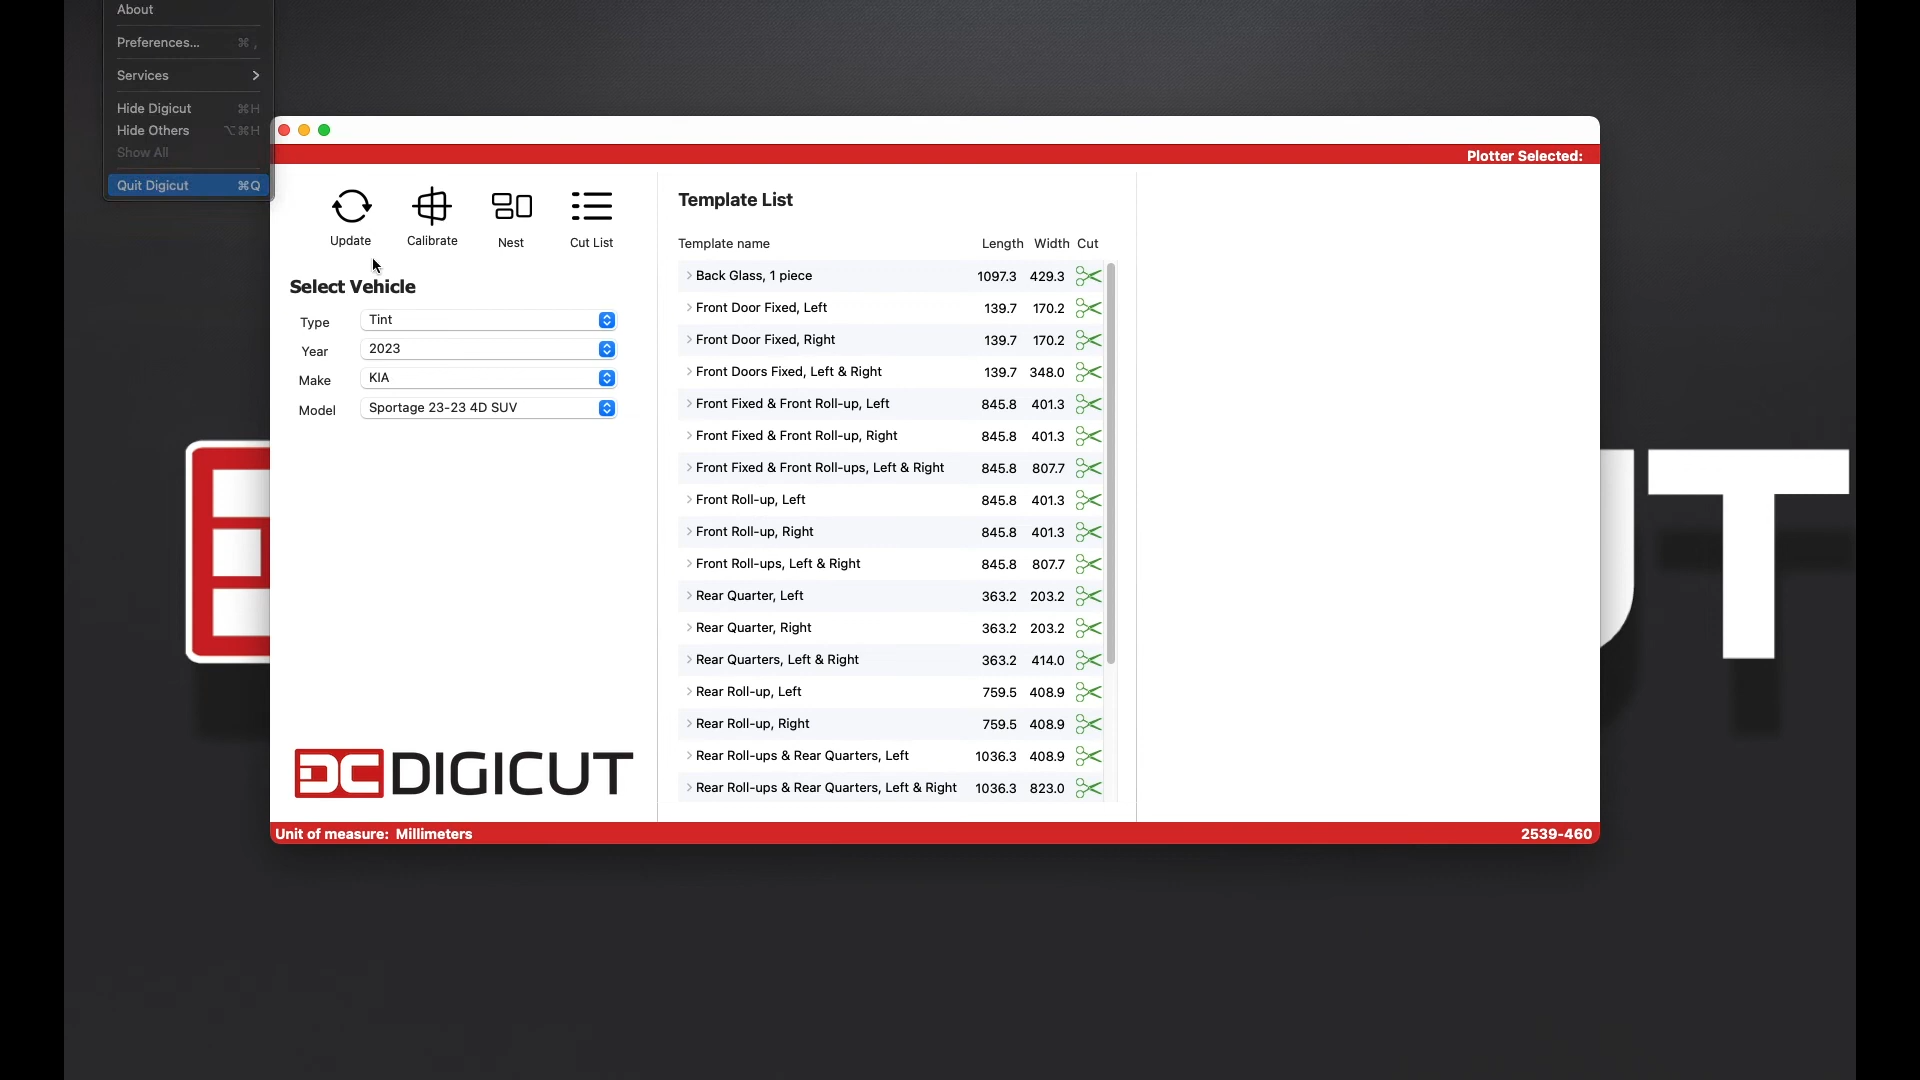 About
Preferences... ⌘ ,
Services
Hide Digicut ⌘H
Hide Others ⌥⌘H
Show All
Quit Digicut ⌘Q
Plotter Selected:
Update Calibrate Nest Cut List
Select Vehicle
Type Tint
Year 2023
Make KIA
Model Sportage 23-23 4D SUV
DC DIGICUT
Template List
Template name Length Width Cut
Back Glass, 1 piece 1097.3 429.3
Front Door Fixed, Left 139.7 170.2
Front Door Fixed, Right 139.7 170.2
Front Doors Fixed, Left & Right 139.7 348.0
Front Fixed & Front Roll-up, Left 845.8 401.3
Front Fixed & Front Roll-up, Right 845.8 401.3
Front Fixed & Front Roll-ups, Left & Right 845.8 807.7
Front Roll-up, Left 845.8 401.3
Front Roll-up, Right 845.8 401.3
Front Roll-ups, Left & Right 845.8 807.7
Rear Quarter, Left 363.2 203.2
Rear Quarter, Right 363.2 203.2
Rear Quarters, Left & Right 363.2 414.0
Rear Roll-up, Left 759.5 408.9
Rear Roll-up, Right 759.5 408.9
Rear Roll-ups & Rear Quarters, Left 1036.3 408.9
Rear Roll-ups & Rear Quarters, Left & Right 1036.3 823.0
Unit of measure: Millimeters
2539-460